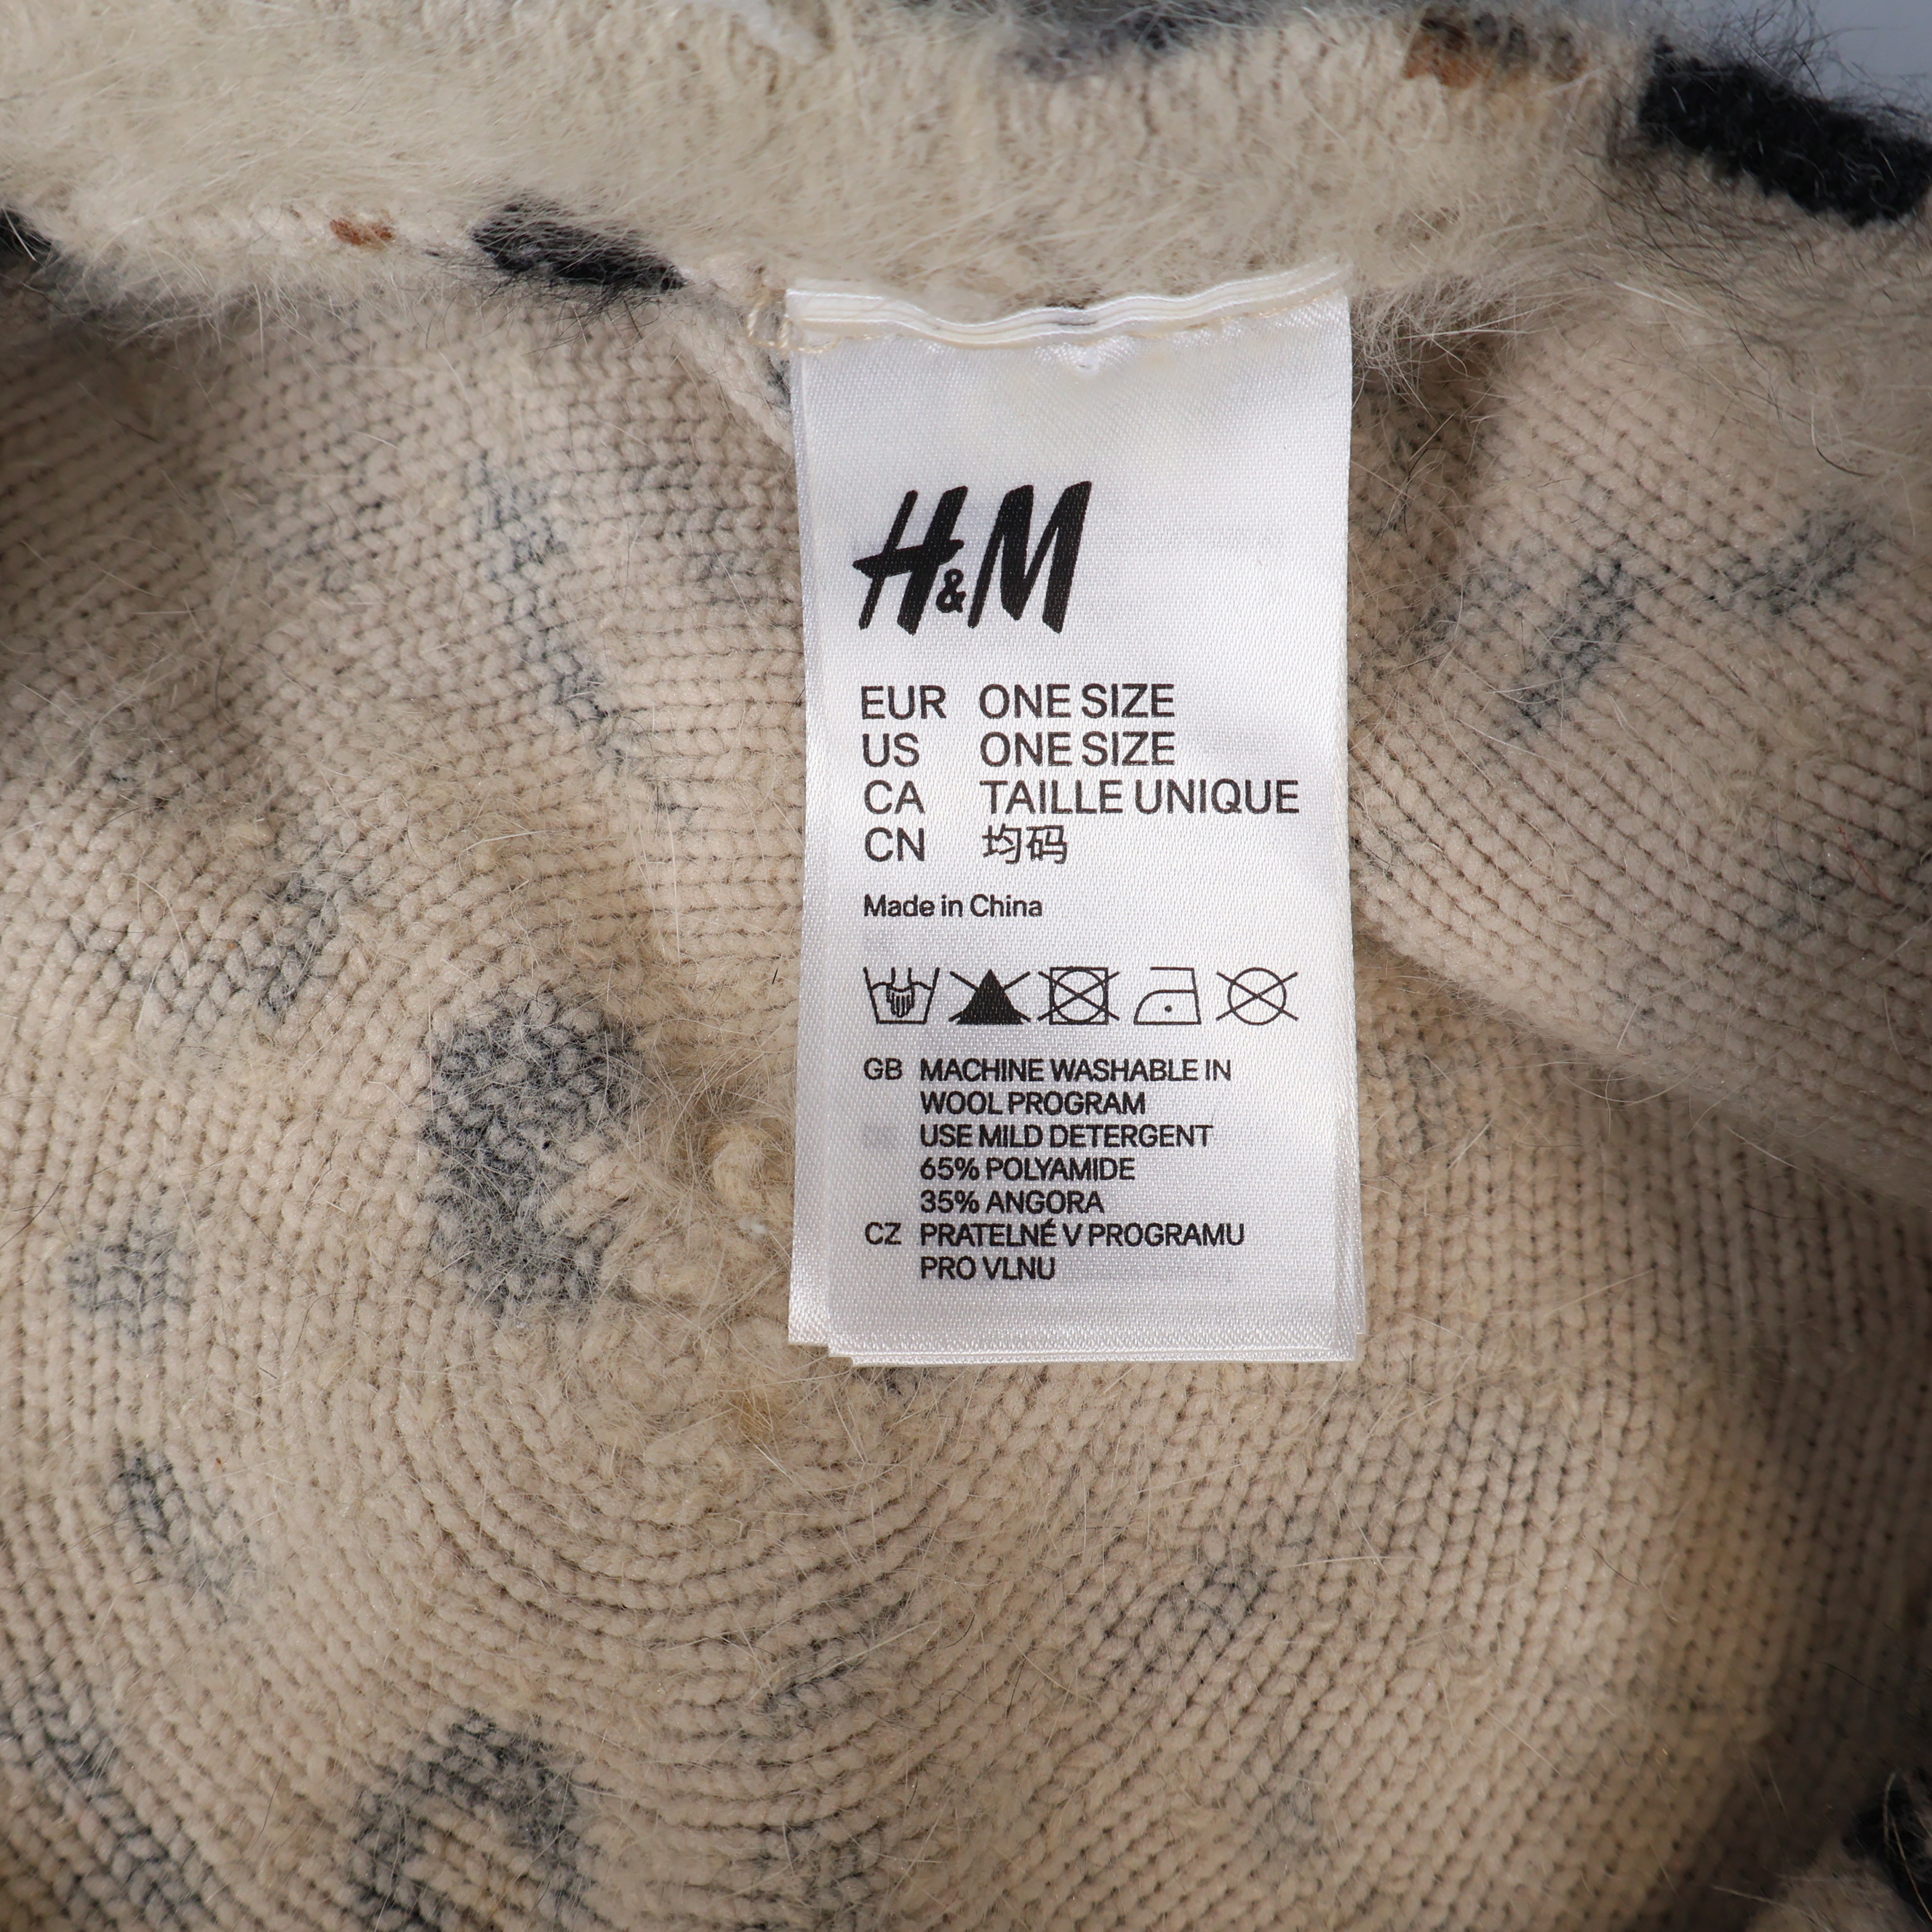 H&M
EUR ONE SIZE
US ONE SIZE
CA TAILLE UNIQUE
CN 均码
Made in China
GB MACHINE WASHABLE IN
WOOL PROGRAM
USE MILD DETERGENT
65% POLYAMIDE
35% ANGORA
CZ PRATELNÉ V PROGRAMU
PRO VLNU